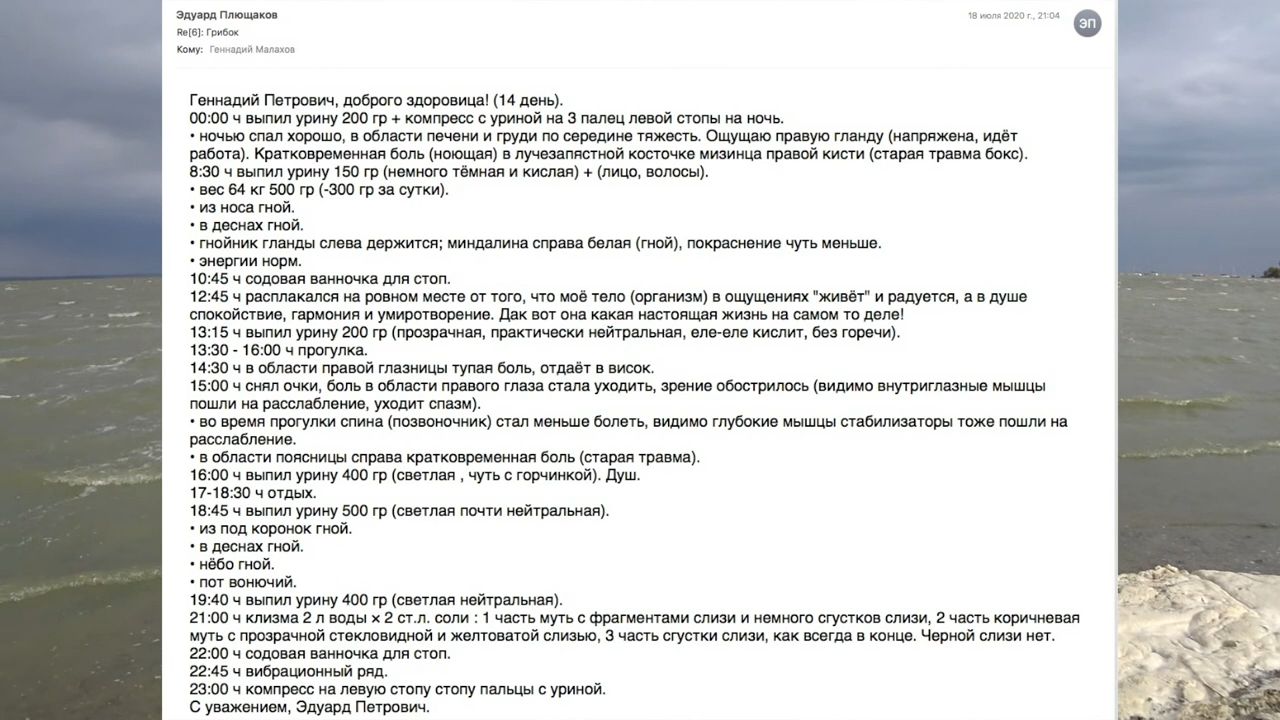 Эдуард Плющаков
18 июля 2020 г., 21:04
ЭП
Re[6]: Грибок
Кому: Геннадий Малахов
Геннадий Петрович, доброго здоровица! (14 день).
00:00 ч выпил урину 200 гр + компресс с уриной на 3 палец левой стопы на ночь.
• ночью спал хорошо, в области печени и груди по середине тяжесть. Ощущаю правую гланду (напряжена, идёт
работа). Кратковременная боль (ноющая) в лучезапястной косточке мизинца правой кисти (старая травма бокс).
8:30 ч выпил урину 150 гр (немного тёмная и кислая) + (лицо, волосы).
• вес 64 кг 500 гр (-300 гр за сутки).
• из носа гной.
• в деснах гной.
• гнойник гланды слева держится; миндалина справа белая (гной), покраснение чуть меньше.
• энергии норм.
10:45 ч содовая ванночка для стоп.
12:45 ч расплакался на ровном месте от того, что моё тело (организм) в ощущениях "живёт" и радуется, а в душе
спокойствие, гармония и умиротворение. Дак вот она какая настоящая жизнь на самом то деле!
13:15 ч выпил урину 200 гр (прозрачная, практически нейтральная, еле-еле кислит, без горечи).
13:30 - 16:00 ч прогулка.
14:30 ч в области правой глазницы тупая боль, отдаёт в висок.
15:00 ч снял очки, боль в области правого глаза стала уходить, зрение обострилось (видимо внутриглазные мышцы
пошли на расслабление, уходит спазм).
• во время прогулки спина (позвоночник) стал меньше болеть, видимо глубокие мышцы стабилизаторы тоже пошли на
расслабление.
• в области поясницы справа кратковременная боль (старая травма).
16:00 ч выпил урину 400 гр (светлая , чуть с горчинкой). Душ.
17-18:30 ч отдых.
18:45 ч выпил урину 500 гр (светлая почти нейтральная).
• из под коронок гной.
• в деснах гной.
• нёбо гной.
• пот вонючий.
19:40 ч выпил урину 400 гр (светлая нейтральная).
21:00 ч клизма 2 л воды × 2 ст.л. соли : 1 часть муть с фрагментами слизи и немного сгустков слизи, 2 часть коричневая
муть с прозрачной стекловидной и желтоватой слизью, 3 часть сгустки слизи, как всегда в конце. Черной слизи нет.
22:00 ч содовая ванночка для стоп.
22:45 ч вибрационный ряд.
23:00 ч компресс на левую стопу стопу пальцы с уриной.
С уважением, Эдуард Петрович.